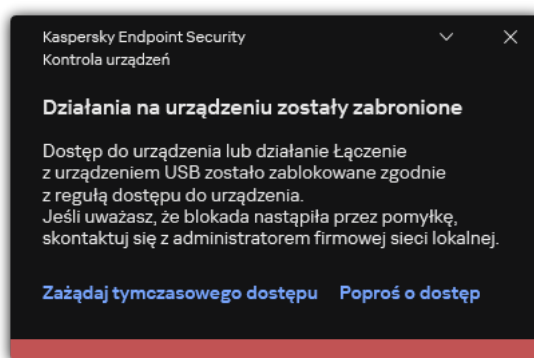 Kaspersky Endpoint Security
Kontrola urządzeń
Działania na urządzeniu zostały zabronione
Dostęp do urządzenia lub działanie Łączenie
z urządzeniem USB zostało zablokowane zgodnie
z regułą dostępu do urządzenia.
Jeśli uważasz, że blokada nastąpiła przez pomyłkę,
skontaktuj się z administratorem firmowej sieci lokalnej.
Zażądaj tymczasowego dostępu Poproś o dostęp